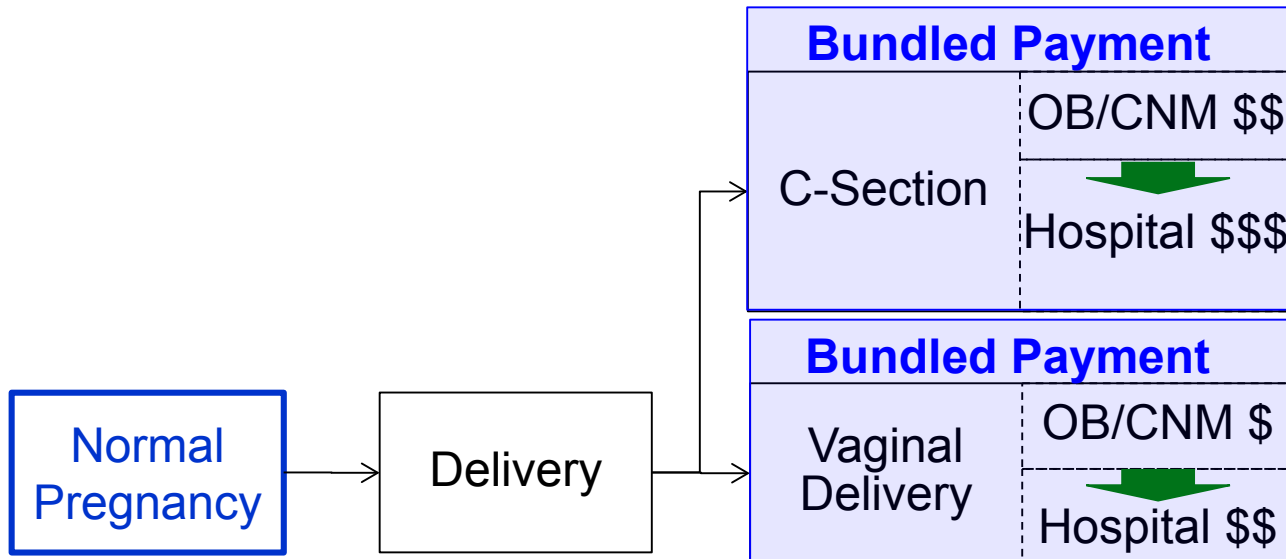 Bundled Payment
C-Section
OB/CNM $$
Hospital $$$
Bundled Payment
Normal
Pregnancy
Delivery
Vaginal
Delivery
OB/CNM $
Hospital $$